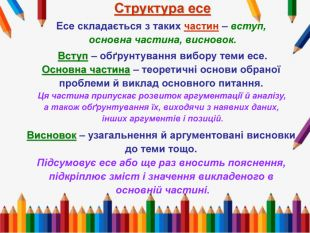 Структура есе
Есе складається з таких частин – вступ,
основна частина, висновок.
Вступ – обґрунтування вибору теми есе.
Основна частина – теоретичні основи обраної
проблеми й виклад основного питання.
Ця частина припускає розвиток аргументації й аналізу,
а також обґрунтування їх, виходячи з наявних даних,
інших аргументів і позицій.
Висновок – узагальнення й аргументовані висновки
до теми тощо.
Підсумовує есе або ще раз вносить пояснення,
підкріплює зміст і значення викладеного в
основній частині.